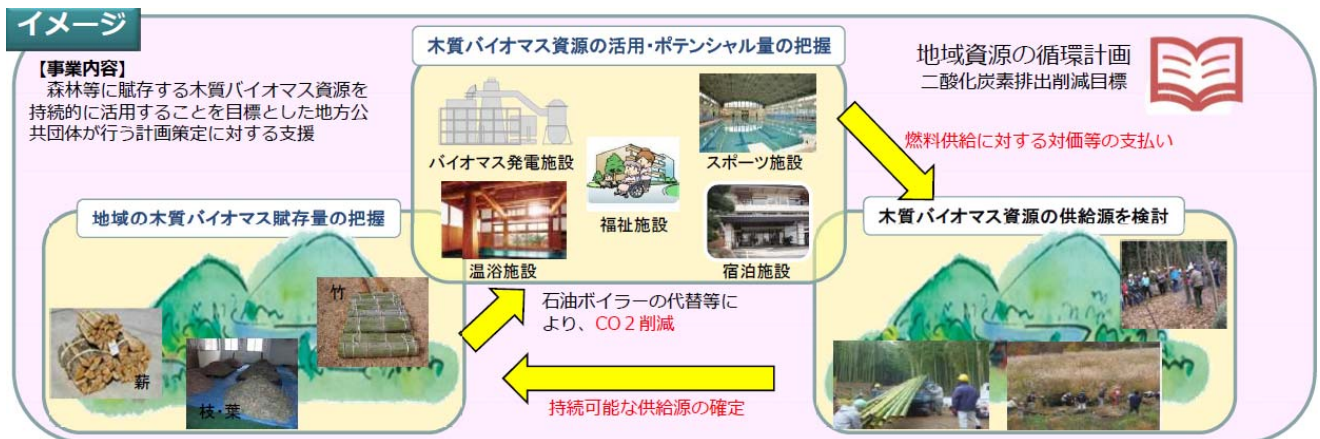 イメージ
【事業内容】
森林等に賦存する木質バイオマス資源を
持続的に活用することを目標とした地方公
共団体が行う計画策定に対する支援
木質バイオマス資源の活用・ポテンシャル量の把握
バイオマス発電施設
スポーツ施設
福祉施設
温浴施設
宿泊施設
地域資源の循環計画
二酸化炭素排出削減目標
燃料供給に対する対価等の支払い
地域の木質バイオマス賦存量の把握
竹
薪
枝・葉
石油ボイラーの代替等に
より、CO２削減
木質バイオマス資源の供給源を検討
持続可能な供給源の確定